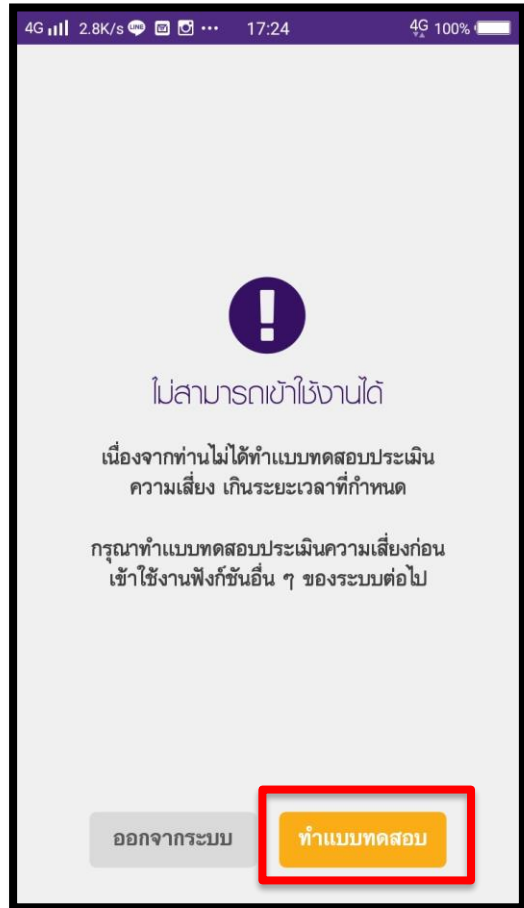 4G 2.8K/s LINE 17:24 4G 100%
ไม่สามารถเข้าใช้งานได้
เนื่องจากท่านไม่ได้ทำแบบทดสอบประเมิน
ความเสี่ยง เกินระยะเวลาที่กำหนด
กรุณาทำแบบทดสอบประเมินความเสี่ยงก่อน
เข้าใช้งานฟังก์ชันอื่น ๆ ของระบบต่อไป
ออกจากระบบ ทำแบบทดสอบ